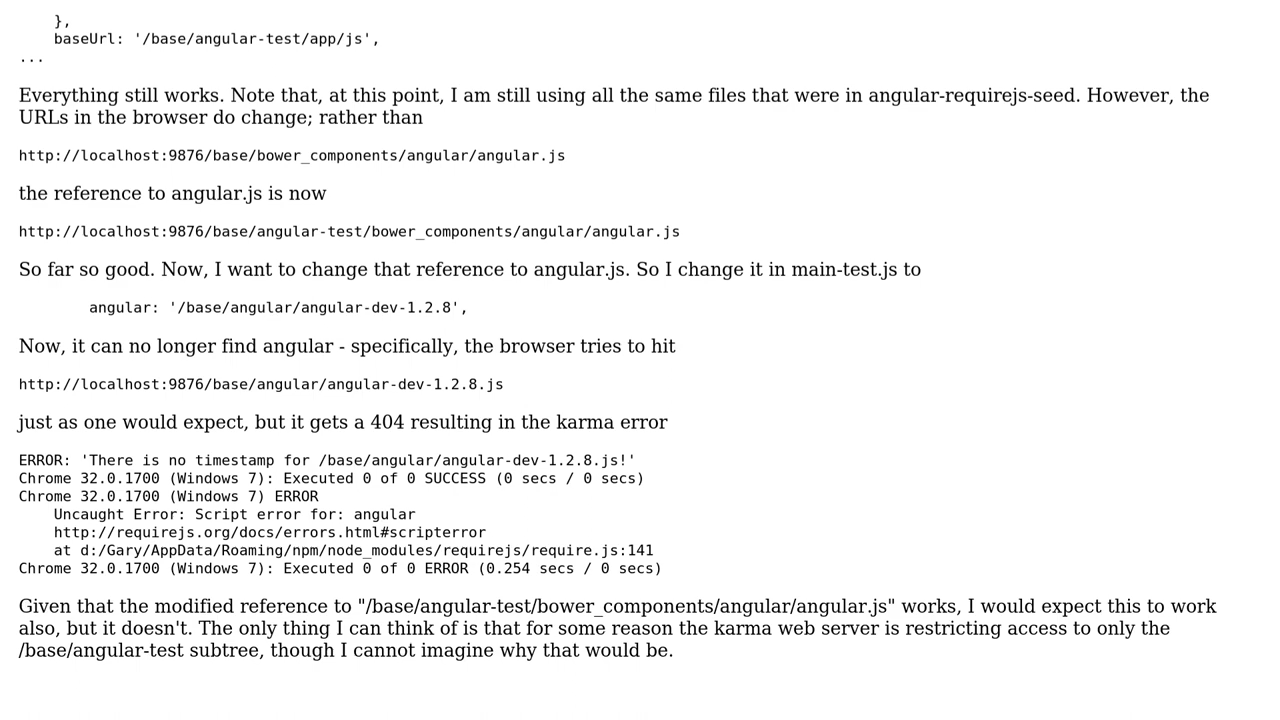 },
    baseUrl: '/base/angular-test/app/js',
...
Everything still works. Note that, at this point, I am still using all the same files that were in angular-requirejs-seed. However, the
URLs in the browser do change; rather than
http://localhost:9876/base/bower_components/angular/angular.js
the reference to angular.js is now
http://localhost:9876/base/angular-test/bower_components/angular/angular.js
So far so good. Now, I want to change that reference to angular.js. So I change it in main-test.js to
        angular: '/base/angular/angular-dev-1.2.8',
Now, it can no longer find angular - specifically, the browser tries to hit
http://localhost:9876/base/angular/angular-dev-1.2.8.js
just as one would expect, but it gets a 404 resulting in the karma error
ERROR: 'There is no timestamp for /base/angular/angular-dev-1.2.8.js!'
Chrome 32.0.1700 (Windows 7): Executed 0 of 0 SUCCESS (0 secs / 0 secs)
Chrome 32.0.1700 (Windows 7) ERROR
    Uncaught Error: Script error for: angular
    http://requirejs.org/docs/errors.html#scripterror
    at d:/Gary/AppData/Roaming/npm/node_modules/requirejs/require.js:141
Chrome 32.0.1700 (Windows 7): Executed 0 of 0 ERROR (0.254 secs / 0 secs)
Given that the modified reference to "/base/angular-test/bower_components/angular/angular.js" works, I would expect this to work
also, but it doesn't. The only thing I can think of is that for some reason the karma web server is restricting access to only the
/base/angular-test subtree, though I cannot imagine why that would be.